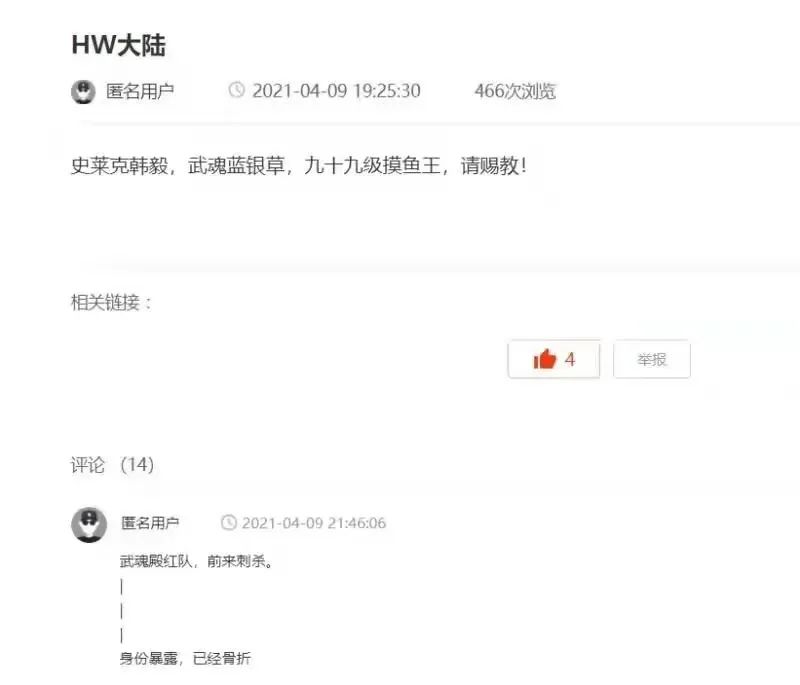 HW大陆
匿名用户 2021-04-09 19:25:30 466次浏览
史莱克韩毅，武魂蓝银草，九十九级摸鱼王，请赐教！
相关链接：
4 举报
评论 （14）
匿名用户 2021-04-09 21:46:06
武魂殿红队，前来刺杀。
|
|
|
身份暴露，已经骨折